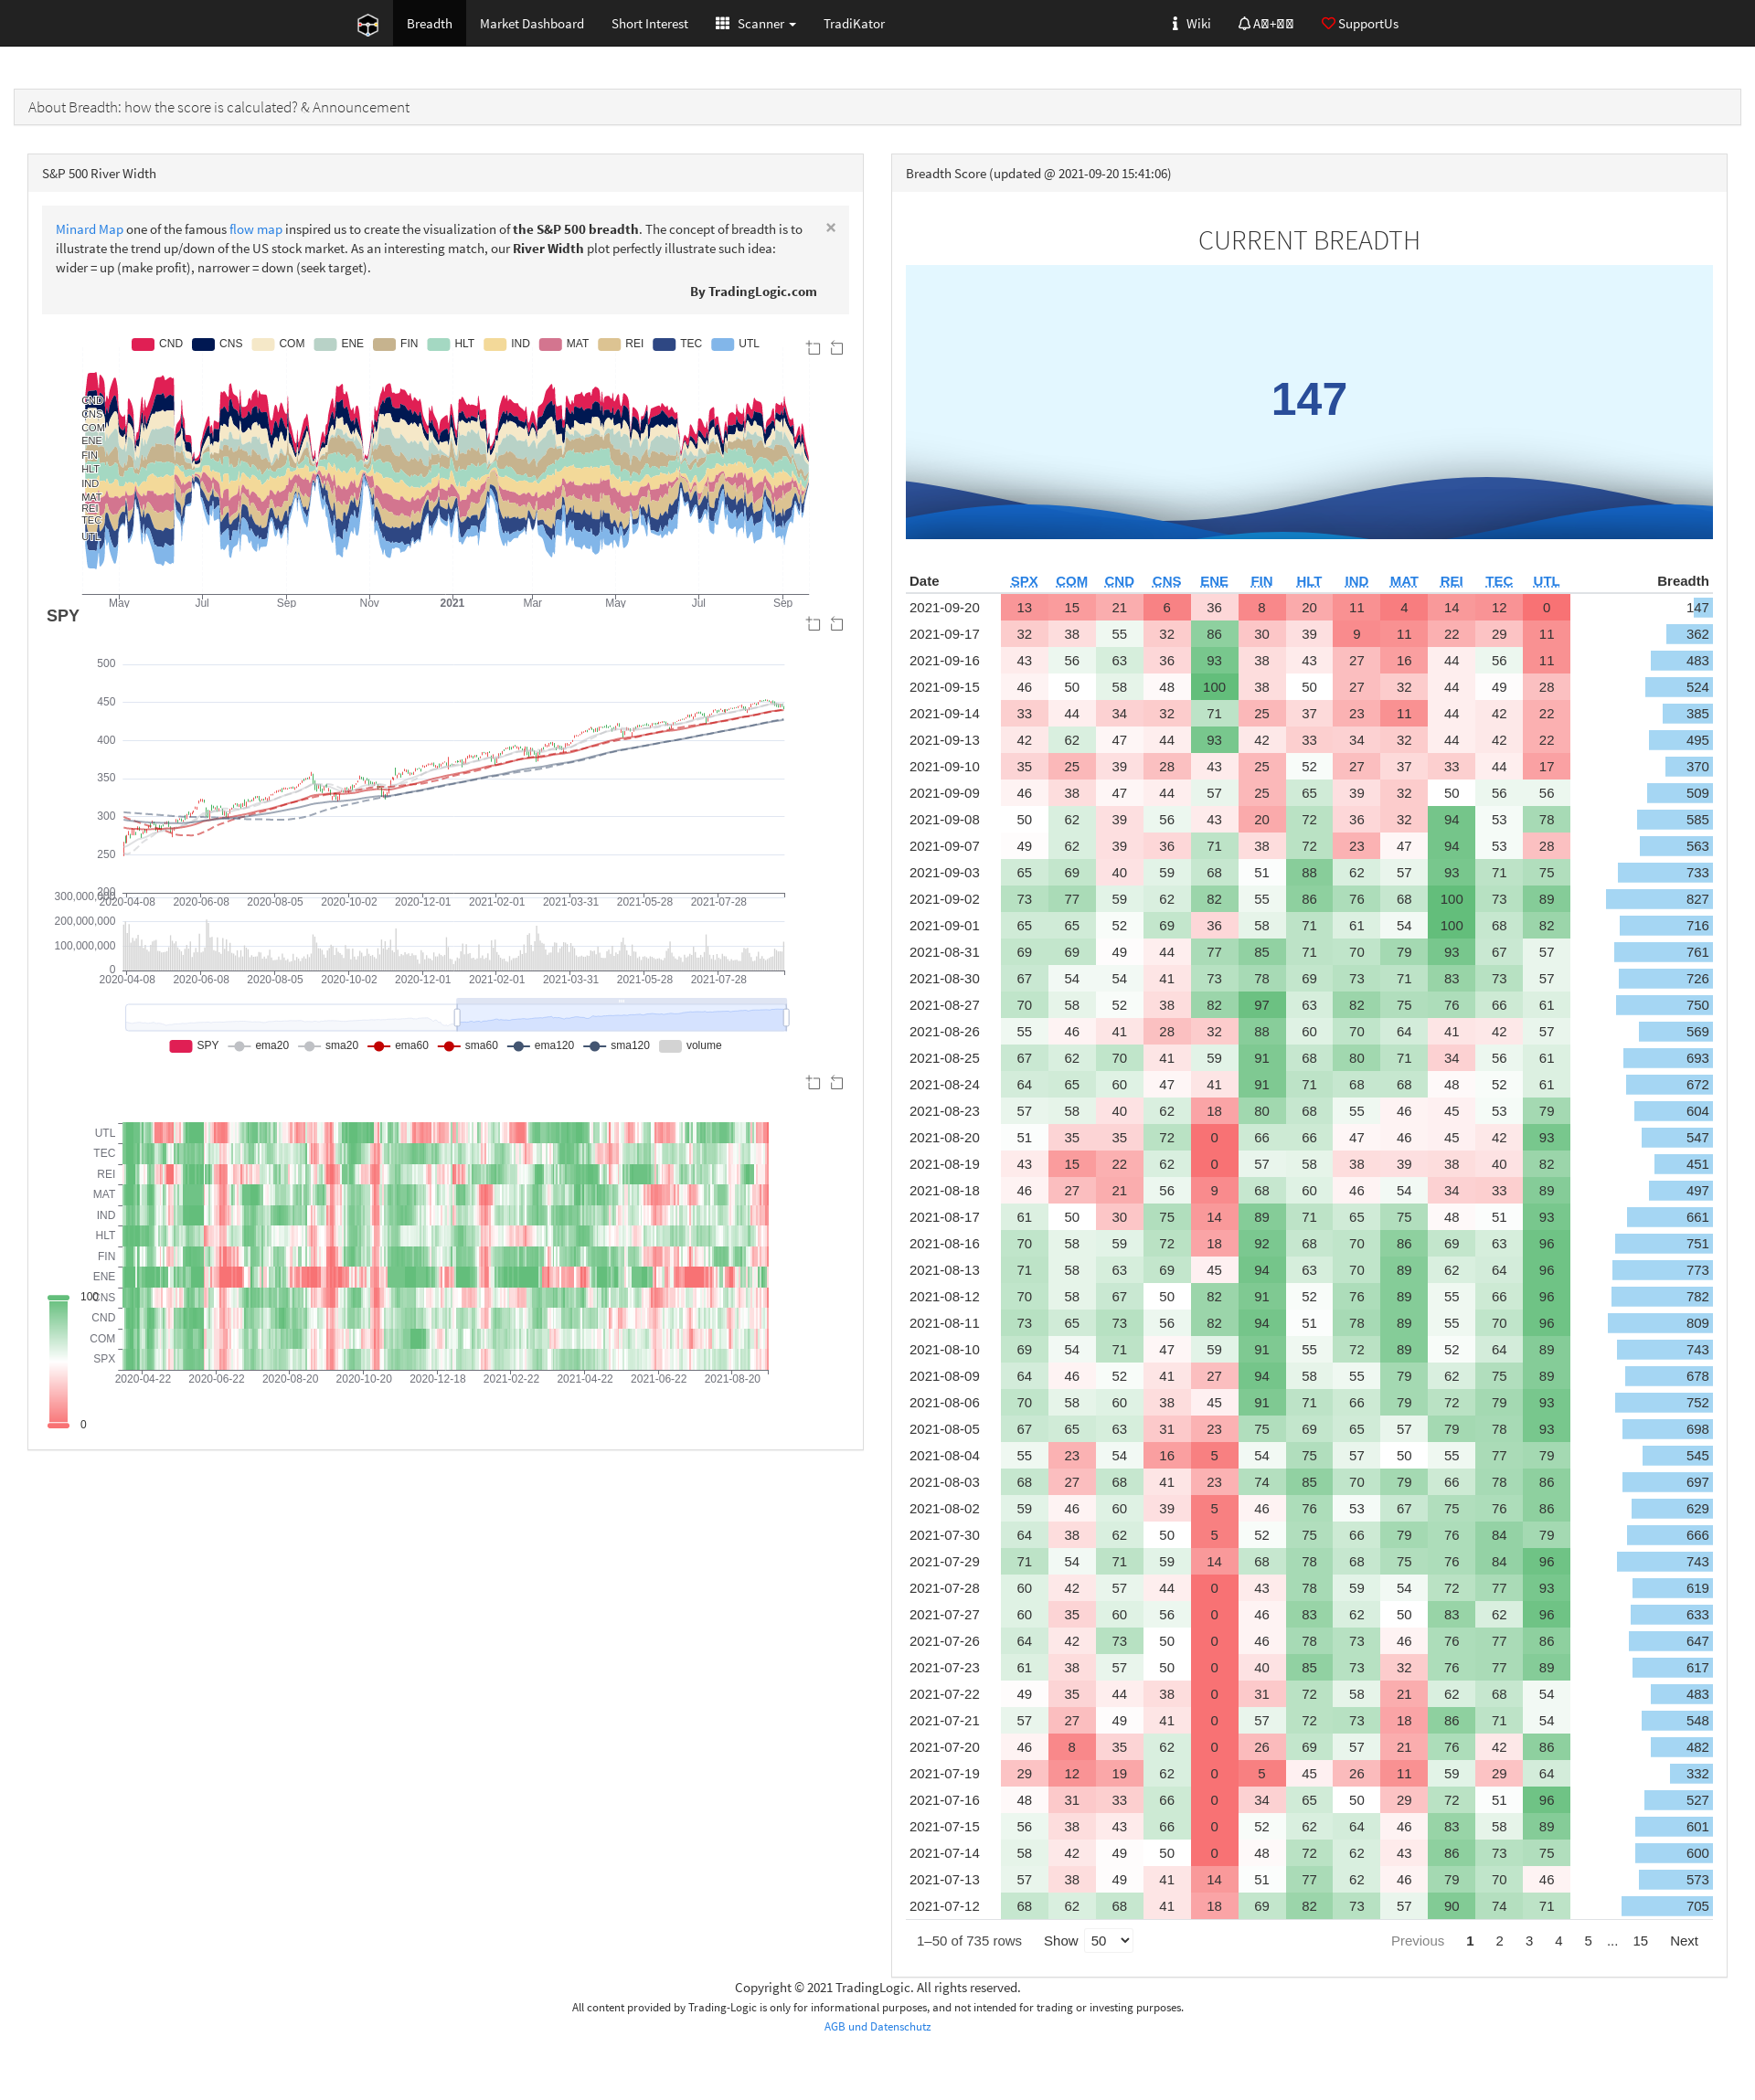 Breadth Market Dashboard Short Interest Scanner TradiKator Wiki SupportUs
About Breadth: how the score is calculated? & Announcement
S&P 500 River Width
Minard Map one of the famous flow map inspired us to create the visualization of the S&P 500 breadth. The concept of breadth is to
illustrate the trend up/down of the US stock market. As an interesting match, our River Width plot perfectly illustrate such idea:
wider = up (make profit), narrower = down (seek target).
×
By TradingLogic.com
CND CNS COM ENE FIN HLT IND MAT REI TEC UTL
CND
CNS
COM
ENE
FIN
HLT
IND
MAT
REI
TEC
UTL
May Jul Sep Nov 2021 Mar May Jul Sep
SPY
500
450
400
350
300
250
200
2020-04-08 2020-06-08 2020-08-05 2020-10-02 2020-12-01 2021-02-01 2021-03-31 2021-05-28 2021-07-28
300,000,000
200,000,000
100,000,000
0
2020-04-08 2020-06-08 2020-08-05 2020-10-02 2020-12-01 2021-02-01 2021-03-31 2021-05-28 2021-07-28
SPY ema20 sma20 ema60 sma60 ema120 sma120 volume
UTL
TEC
REI
MAT
IND
HLT
FIN
ENE
CNS
CND
COM
SPX
2020-04-22 2020-06-22 2020-08-20 2020-10-20 2020-12-18 2021-02-22 2021-04-22 2021-06-22 2021-08-20
100
0
Breadth Score (updated @ 2021-09-20 15:41:06)
CURRENT BREADTH
147
Date SPX COM CND CNS ENE FIN HLT IND MAT REI TEC UTL Breadth
2021-09-20 13 15 21 6 36 8 20 11 4 14 12 0 147
2021-09-17 32 38 55 32 86 30 39 9 11 22 29 11 362
2021-09-16 43 56 63 36 93 38 43 27 16 44 56 11 483
2021-09-15 46 50 58 48 100 38 50 27 32 44 49 28 524
2021-09-14 33 44 34 32 71 25 37 23 11 44 42 22 385
2021-09-13 42 62 47 44 93 42 33 34 32 44 42 22 495
2021-09-10 35 25 39 28 43 25 52 27 37 33 44 17 370
2021-09-09 46 38 47 44 57 25 65 39 32 50 56 56 509
2021-09-08 50 62 39 56 43 20 72 36 32 94 53 78 585
2021-09-07 49 62 39 36 71 38 72 23 47 94 53 28 563
2021-09-03 65 69 40 59 68 51 88 62 57 93 71 75 733
2021-09-02 73 77 59 62 82 55 86 76 68 100 73 89 827
2021-09-01 65 65 52 69 36 58 71 61 54 100 68 82 716
2021-08-31 69 69 49 44 77 85 71 70 79 93 67 57 761
2021-08-30 67 54 54 41 73 78 69 73 71 83 73 57 726
2021-08-27 70 58 52 38 82 97 63 82 75 76 66 61 750
2021-08-26 55 46 41 28 32 88 60 70 64 41 42 57 569
2021-08-25 67 62 70 41 59 91 68 80 71 34 56 61 693
2021-08-24 64 65 60 47 41 91 71 68 68 48 52 61 672
2021-08-23 57 58 40 62 18 80 68 55 46 45 53 79 604
2021-08-20 51 35 35 72 0 66 66 47 46 45 42 93 547
2021-08-19 43 15 22 62 0 57 58 38 39 38 40 82 451
2021-08-18 46 27 21 56 9 68 60 46 54 34 33 89 497
2021-08-17 61 50 30 75 14 89 71 65 75 48 51 93 661
2021-08-16 70 58 59 72 18 92 68 70 86 69 63 96 751
2021-08-13 71 58 63 69 45 94 63 70 89 62 64 96 773
2021-08-12 70 58 67 50 82 91 52 76 89 55 66 96 782
2021-08-11 73 65 73 56 82 94 51 78 89 55 70 96 809
2021-08-10 69 54 71 47 59 91 55 72 89 52 64 89 743
2021-08-09 64 46 52 41 27 94 58 55 79 62 75 89 678
2021-08-06 70 58 60 38 45 91 71 66 79 72 79 93 752
2021-08-05 67 65 63 31 23 75 69 65 57 79 78 93 698
2021-08-04 55 23 54 16 5 54 75 57 50 55 77 79 545
2021-08-03 68 27 68 41 23 74 85 70 79 66 78 86 697
2021-08-02 59 46 60 39 5 46 76 53 67 75 76 86 629
2021-07-30 64 38 62 50 5 52 75 66 79 76 84 79 666
2021-07-29 71 54 71 59 14 68 78 68 75 76 84 96 743
2021-07-28 60 42 57 44 0 43 78 59 54 72 77 93 619
2021-07-27 60 35 60 56 0 46 83 62 50 83 62 96 633
2021-07-26 64 42 73 50 0 46 78 73 46 76 77 86 647
2021-07-23 61 38 57 50 0 40 85 73 32 76 77 89 617
2021-07-22 49 35 44 38 0 31 72 58 21 62 68 54 483
2021-07-21 57 27 49 41 0 57 72 73 18 86 71 54 548
2021-07-20 46 8 35 62 0 26 69 57 21 76 42 86 482
2021-07-19 29 12 19 62 0 5 45 26 11 59 29 64 332
2021-07-16 48 31 33 66 0 34 65 50 29 72 51 96 527
2021-07-15 56 38 43 66 0 52 62 64 46 83 58 89 601
2021-07-14 58 42 49 50 0 48 72 62 43 86 73 75 600
2021-07-13 57 38 49 41 14 51 77 62 46 79 70 46 573
2021-07-12 68 62 68 41 18 69 82 73 57 90 74 71 705
1–50 of 735 rows Show 50 Previous 1 2 3 4 5 ... 15 Next
Copyright © 2021 TradingLogic. All rights reserved.
All content provided by Trading-Logic is only for informational purposes, and not intended for trading or investing purposes.
AGB und Datenschutz